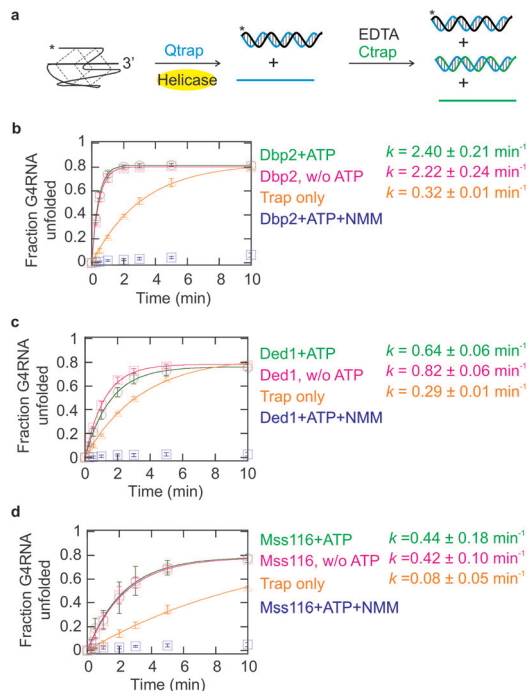 a
*
3'
Qtrap
Helicase
*
+
EDTA
Ctrap
*
+
+
b
Fraction G4RNA
unfolded
1
0.8
0.6
0.4
0.2
0
0 2 4 6 8 10
Time (min)
Dbp2+ATP k = 2.40 ± 0.21 min-1
Dbp2, w/o ATP k = 2.22 ± 0.24 min-1
Trap only k = 0.32 ± 0.01 min-1
Dbp2+ATP+NMM
c
Fraction G4RNA
unfolded
1
0.8
0.6
0.4
0.2
0
0 2 4 6 8 10
Time (min)
Ded1+ATP k = 0.64 ± 0.06 min-1
Ded1, w/o ATP k = 0.82 ± 0.06 min-1
Trap only k = 0.29 ± 0.01 min-1
Ded1+ATP+NMM
d
Fraction G4RNA
unfolded
1
0.8
0.6
0.4
0.2
0
0 2 4 6 8 10
Time (min)
Mss116+ATP k =0.44 ± 0.18 min-1
Mss116, w/o ATP k =0.42 ± 0.10 min-1
Trap only k =0.08 ± 0.05 min-1
Mss116+ATP+NMM